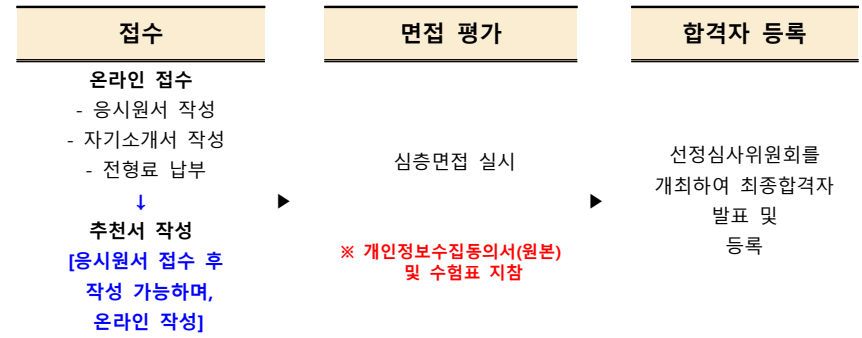 접수
온라인 접수
- 응시원서 작성
- 자기소개서 작성
- 전형료 납부
↓
추천서 작성
[응시원서 접수 후
작성 가능하며,
온라인 작성]
▶
면접 평가
심층면접 실시
※ 개인정보수집동의서(원본)
및 수험표 지참
▶
합격자 등록
선정심사위원회를
개최하여 최종합격자
발표 및
등록